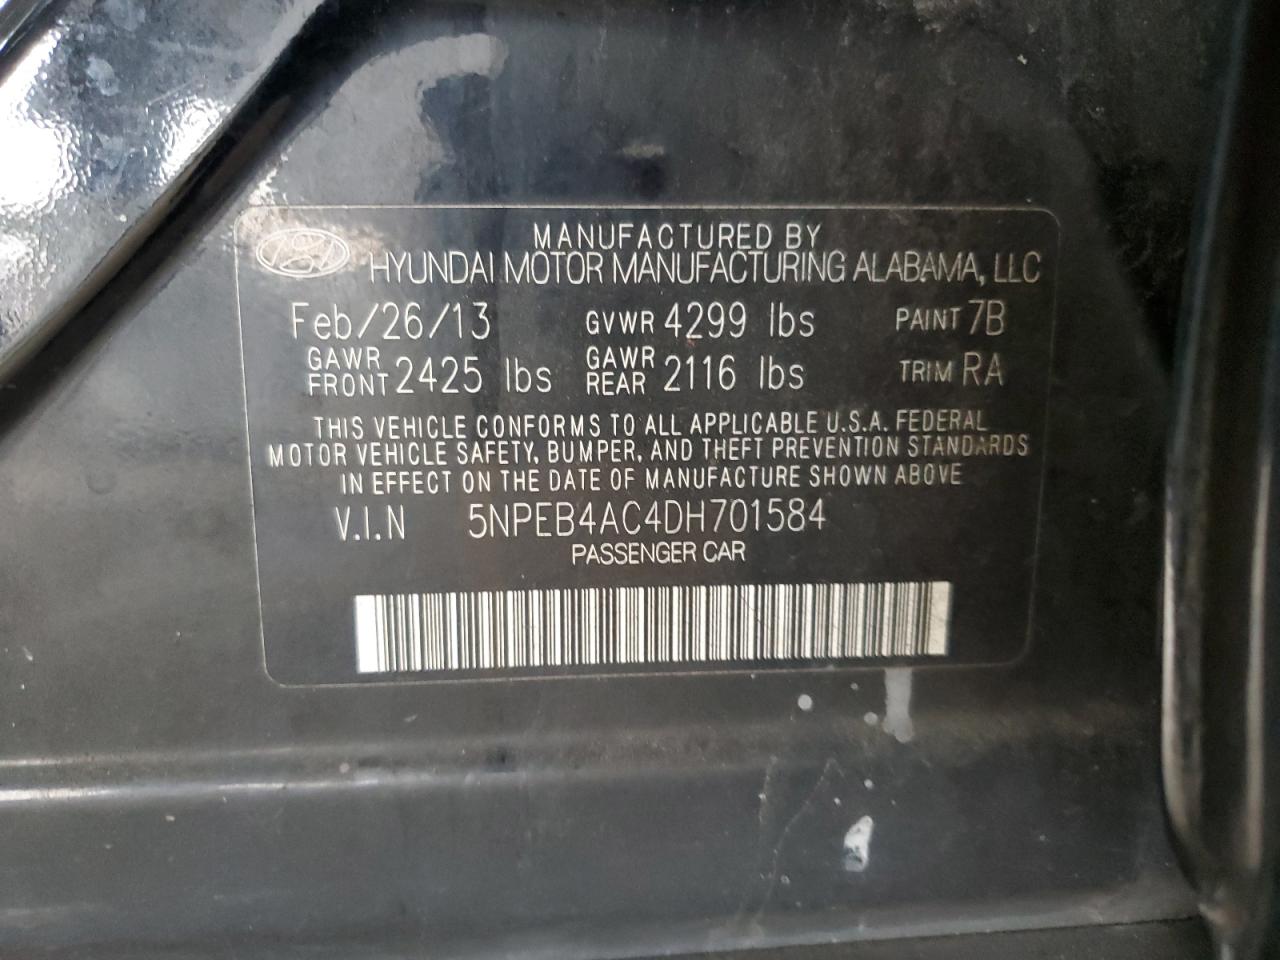 MANUFACTURED BY
HYUNDAI MOTOR MANUFACTURING ALABAMA, LLC
Feb/26/13 GVWR 4299 lbs PAINT 7B
GAWR FRONT 2425 lbs GAWR REAR 2116 lbs TRIM RA
THIS VEHICLE CONFORMS TO ALL APPLICABLE U.S.A. FEDERAL
MOTOR VEHICLE SAFETY, BUMPER, AND THEFT PREVENTION STANDARDS
IN EFFECT ON THE DATE OF MANUFACTURE SHOWN ABOVE
V.I.N 5NPEB4AC4DH701584
PASSENGER CAR